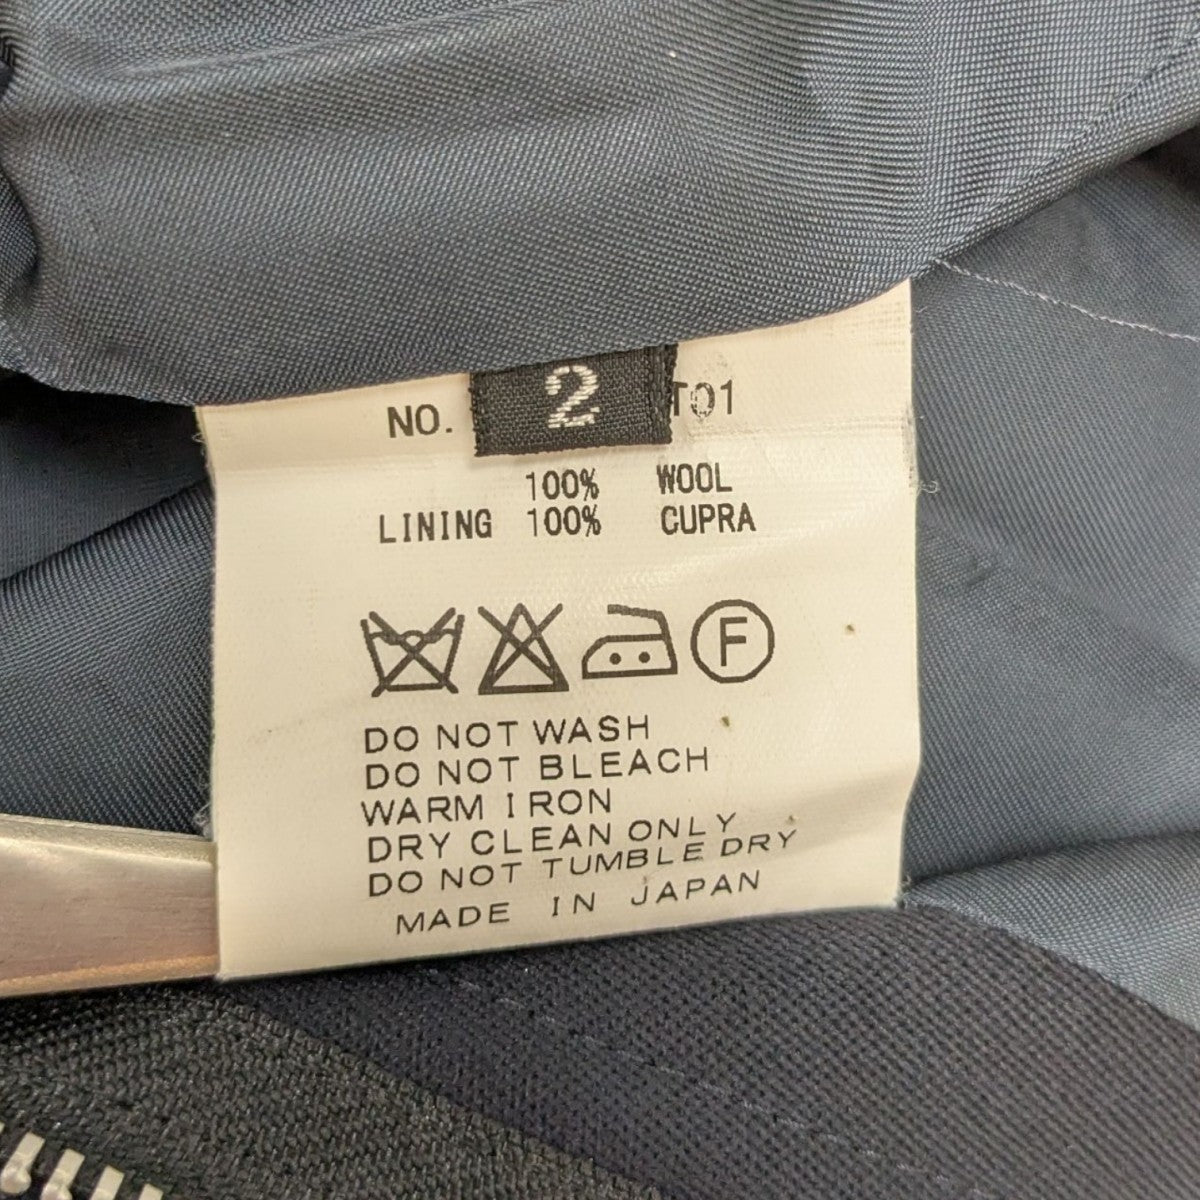 NO. 2 T01
100% WOOL
LINING 100% CUPRA
F
DO NOT WASH
DO NOT BLEACH
WARM IRON
DRY CLEAN ONLY
DO NOT TUMBLE DRY
MADE IN JAPAN